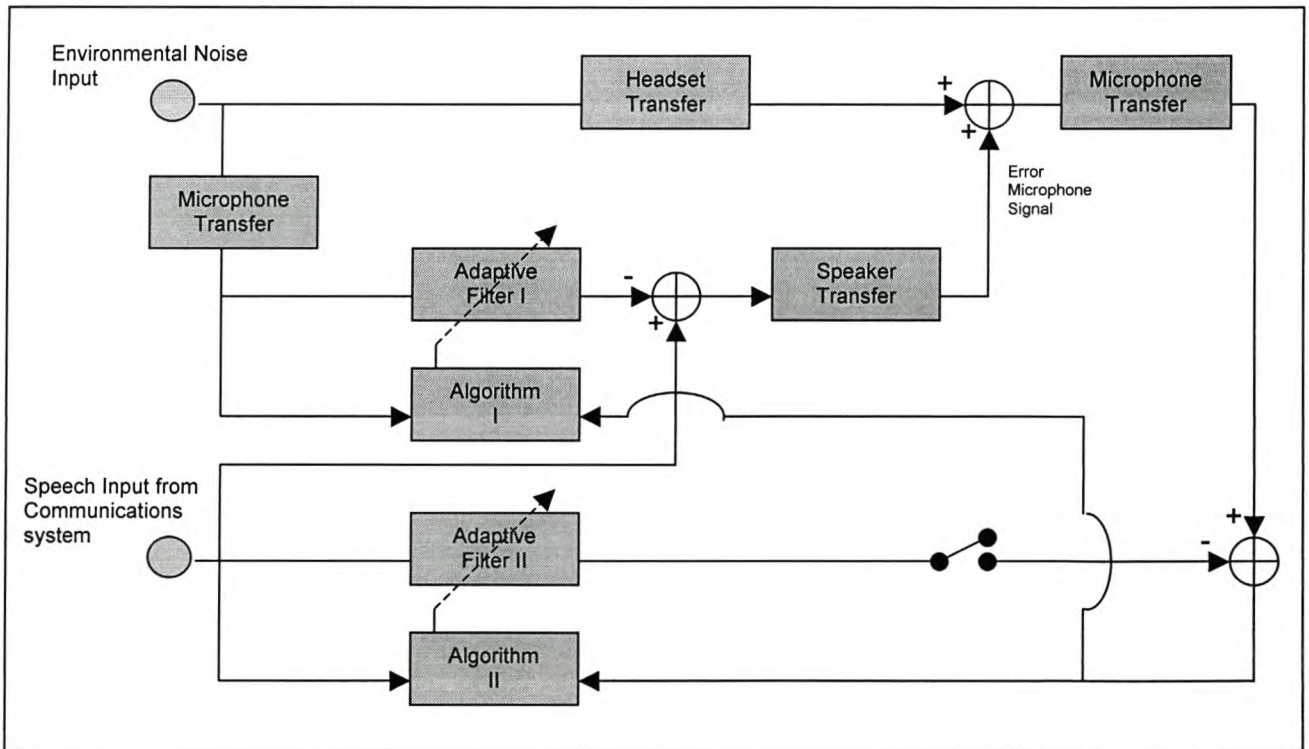 Environmental Noise
Input
Headset
Transfer
+
+
Microphone
Transfer
Error
Microphone
Signal
Microphone
Transfer
Adaptive
Filter I
-
+
Speaker
Transfer
Algorithm
I
Speech Input from
Communications
system
Adaptive
Filter II
+
-
Algorithm
II